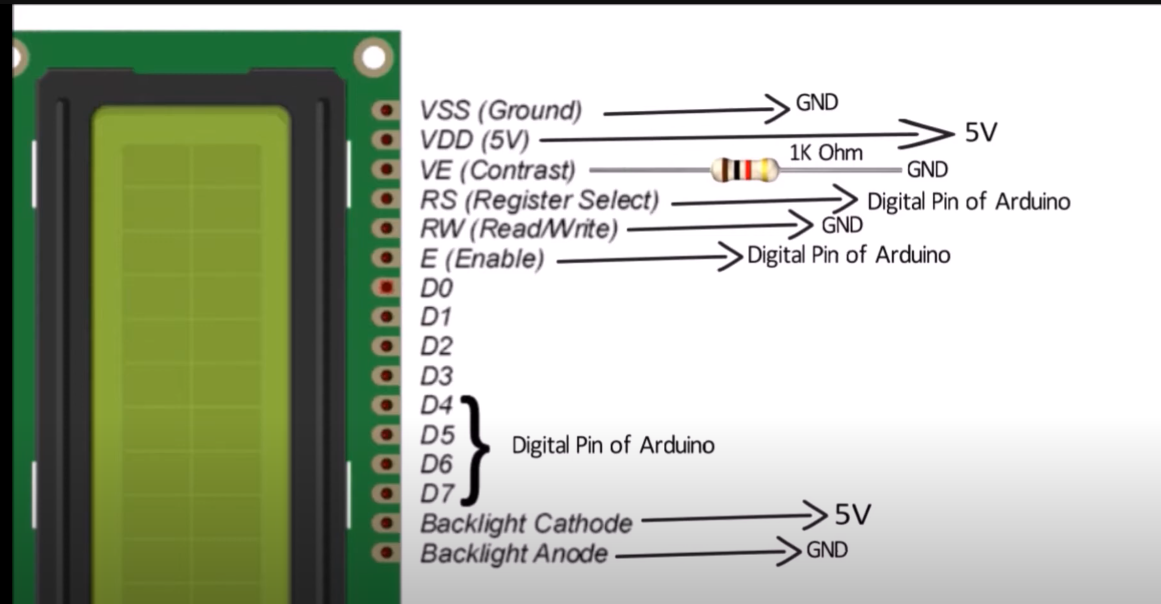 VSS (Ground) GND
VDD (5V) 5V
1K Ohm
VE (Contrast) GND
RS (Register Select) Digital Pin of Arduino
RW (Read/Write) GND
E (Enable) Digital Pin of Arduino
D0
D1
D2
D3
D4
D5
Digital Pin of Arduino
D6
D7
Backlight Cathode 5V
Backlight Anode GND